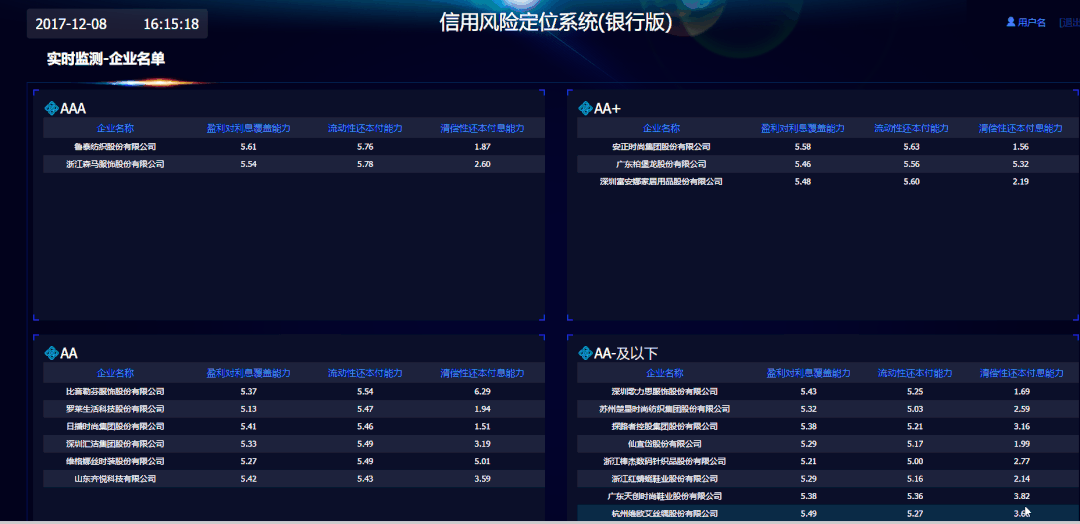 2017-12-08 16:15:18
信用风险定位系统(银行版)
用户名
实时监测-企业名单
AAA
企业名称 盈利对利息覆盖能力 流动性还本付能力 清偿性还本付息能力
鲁泰纺织股份有限公司 5.61 5.76 1.87
浙江森马服饰股份有限公司 5.54 5.78 2.60
AA+
企业名称 盈利对利息覆盖能力 流动性还本付能力 清偿性还本付息能力
安正时尚集团股份有限公司 5.58 5.63 1.56
广东柏堡龙股份有限公司 5.46 5.56 5.32
深圳富安娜家居用品股份有限公司 5.48 5.60 2.19
AA
企业名称 盈利对利息覆盖能力 流动性还本付能力 清偿性还本付息能力
比音勒芬服饰股份有限公司 5.37 5.54 6.29
罗莱生活科技股份有限公司 5.13 5.47 1.94
日播时尚集团股份有限公司 5.41 5.46 1.51
深圳汇洁集团股份有限公司 5.33 5.49 3.19
维格娜丝时装股份有限公司 5.27 5.49 5.01
山东齐悦科技有限公司 5.42 5.43 3.59
AA-及以下
企业名称 盈利对利息覆盖能力 流动性还本付能力 清偿性还本付息能力
深圳歌力思服饰股份有限公司 5.43 5.25 1.69
苏州楚星时尚纺织集团股份有限公司 5.32 5.03 2.59
探路者控股集团股份有限公司 5.38 5.21 3.16
仙宜岱股份有限公司 5.29 5.17 1.99
浙江棒杰数码针织品股份有限公司 5.21 5.00 2.77
浙江红蜻蜓鞋业股份有限公司 5.29 5.16 2.14
广东天创时尚鞋业股份有限公司 5.38 5.36 3.82
杭州维欧艾丝绸股份有限公司 5.49 5.27